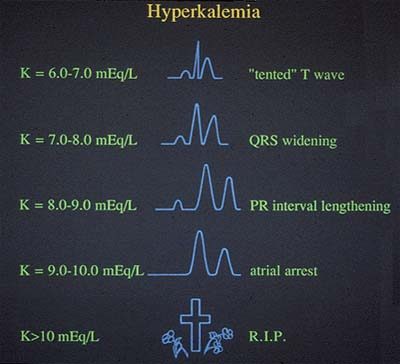 Hyperkalemia
K = 6.0-7.0 mEq/L "tented" T wave
K = 7.0-8.0 mEq/L QRS widening
K = 8.0-9.0 mEq/L PR interval lengthening
K = 9.0-10.0 mEq/L atrial arrest
K>10 mEq/L R.I.P.